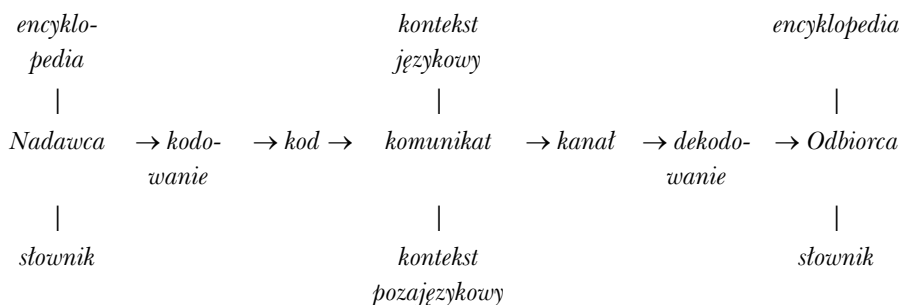 encyklo- kontekst encyklopedia
pedia językowy
| | |
Nadawca → kodo- → kod → komunikat → kanał → dekodo- → Odbiorca
wanie wanie
| | |
słownik kontekst słownik
pozajęzykowy